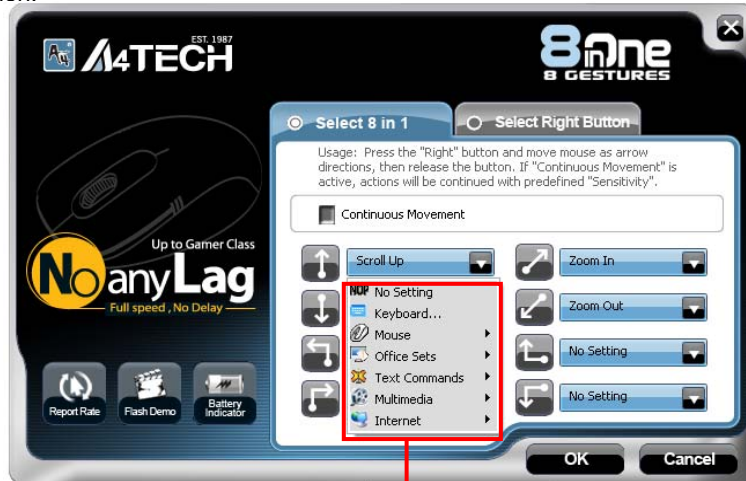 EST. 1987
A4TECH
8 in One
8 GESTURES
Select 8 in 1
Select Right Button
Usage: Press the "Right" button and move mouse as arrow
directions, then release the button. If "Continuous Movement" is
active, actions will be continued with predefined "Sensitivity".
Continuous Movement
Up to Gamer Class
No any Lag
Full speed , No Delay
Scroll Up
Zoom In
NOP No Setting
Keyboard...
Zoom Out
Mouse
Office Sets
No Setting
Text Commands
Multimedia
No Setting
Internet
Report Rate
Flash Demo
Battery
Indicator
OK
Cancel